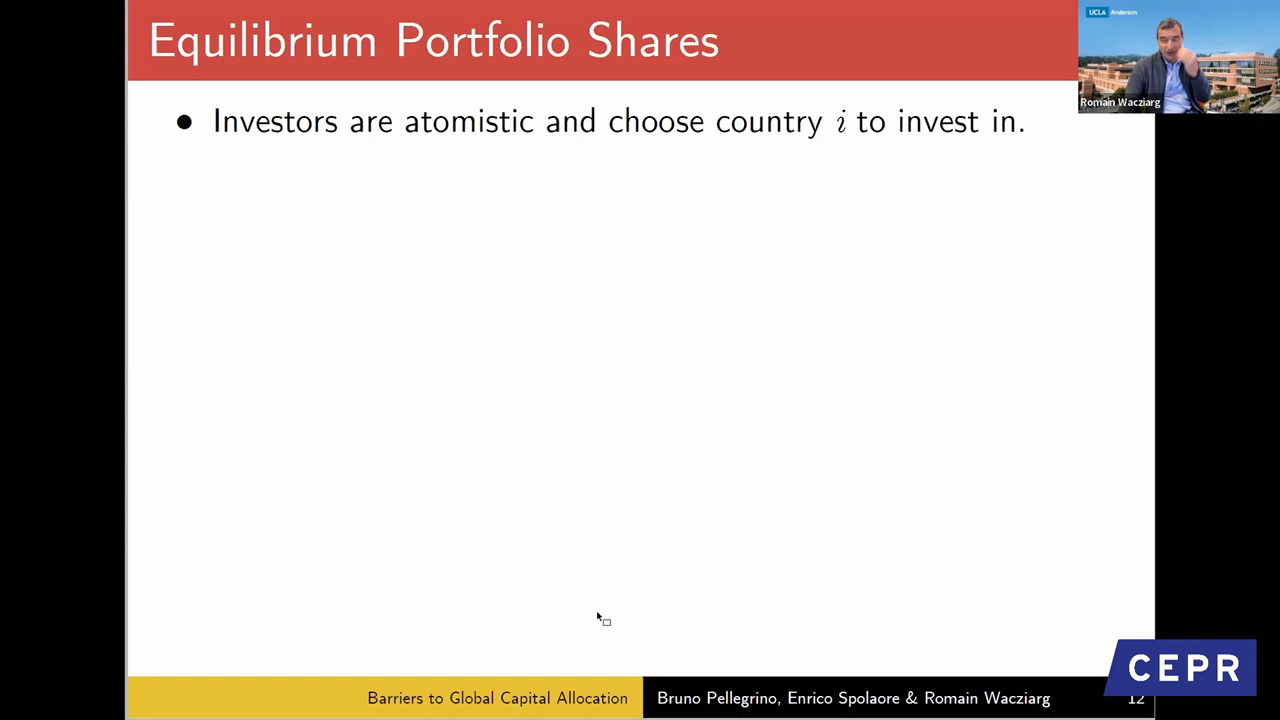 Equilibrium Portfolio Shares
UCLA Anderson
Romain Wacziarg
● Investors are atomistic and choose country i to invest in.
CEPR
Barriers to Global Capital Allocation
Bruno Pellegrino, Enrico Spolaore & Romain Wacziarg
12